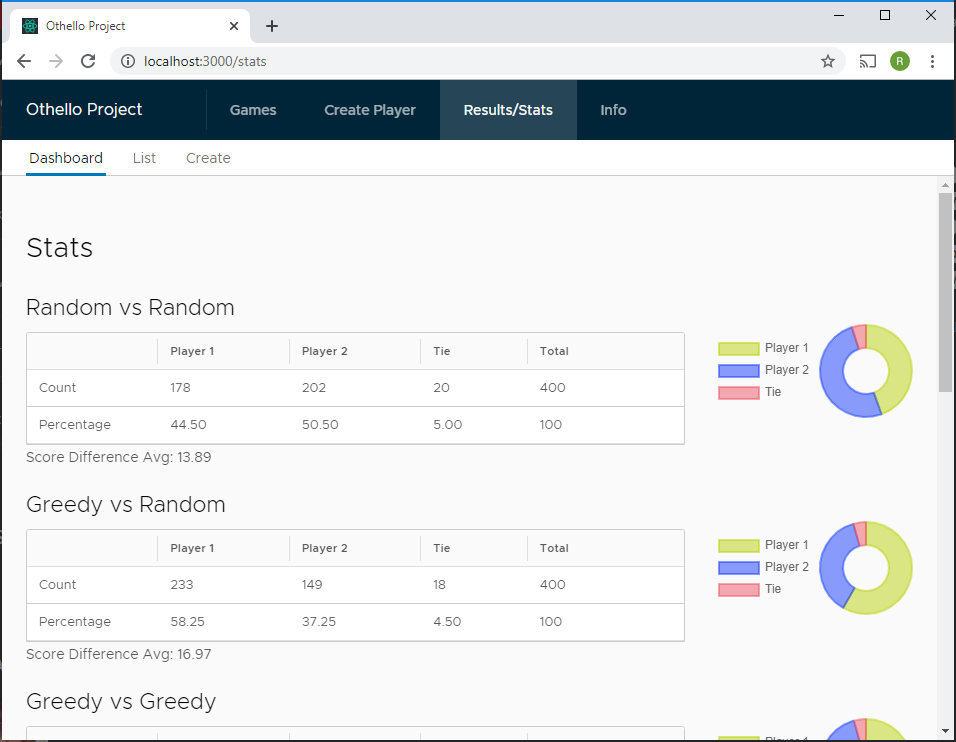 Othello Project
localhost:3000/stats
R
Othello Project Games Create Player Results/Stats Info
Dashboard List Create
Stats
Random vs Random
Player 1 Player 2 Tie Total
Count 178 202 20 400
Percentage 44.50 50.50 5.00 100
Score Difference Avg: 13.89
Player 1
Player 2
Tie
Greedy vs Random
Player 1 Player 2 Tie Total
Count 233 149 18 400
Percentage 58.25 37.25 4.50 100
Score Difference Avg: 16.97
Player 1
Player 2
Tie
Greedy vs Greedy
Player 1